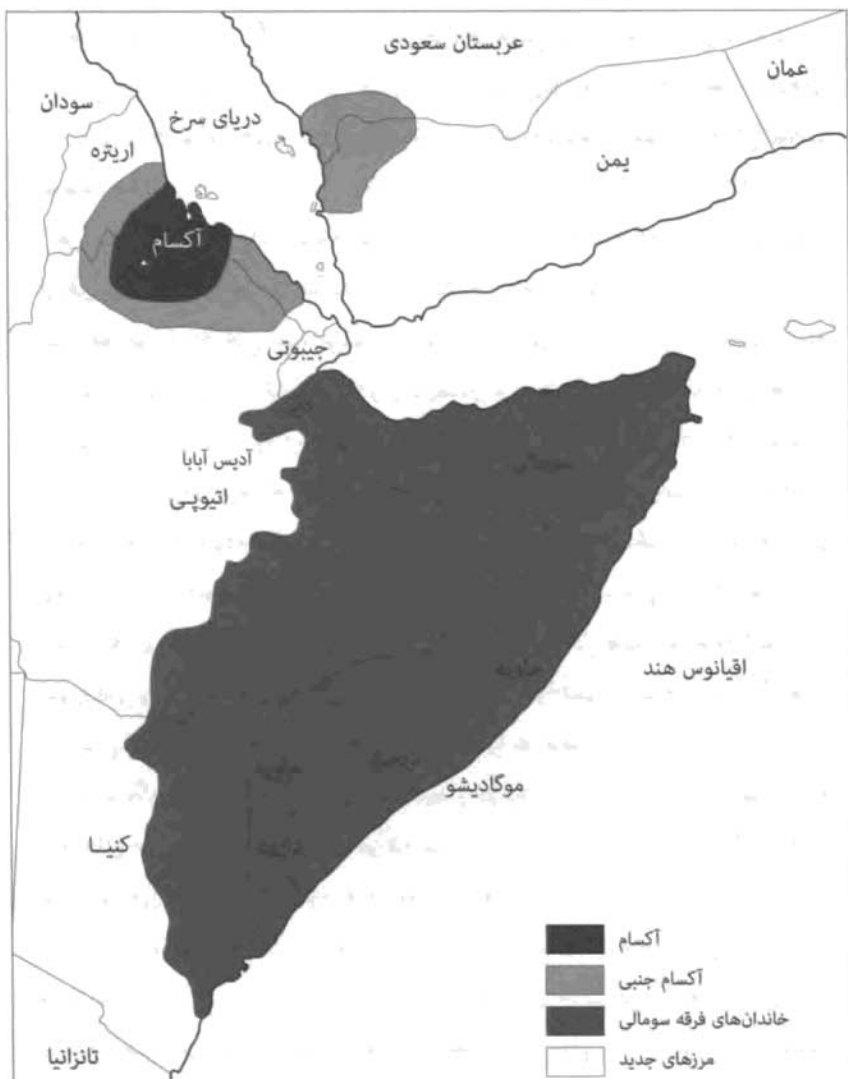 عربستان سعودی
عمان
سودان
دریای سرخ
اریتره
یمن
آکسام
جیبوتی
آدیس آبابا
اتیوپی
اقیانوس هند
موگادیشو
کنیا
آکسام
آکسام جنبی
خاندان‌های فرقه سومالی
مرزهای جدید
تانزانیا